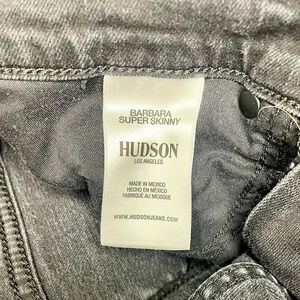 BARBARA
SUPER SKINNY
HUDSON
LOS ANGELES
MADE IN MEXICO
HECHO EN MÉXICO
FABRIQUÉ AU MEXIQUE
WWW.HUDSONJEANS.COM